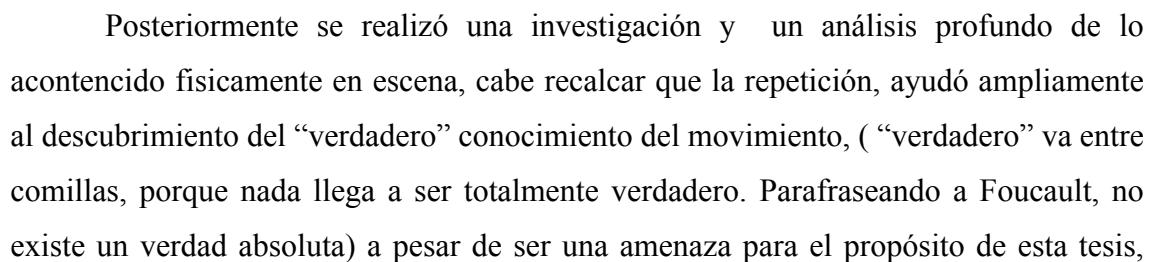 Posteriormente se realizó una investigación y un análisis profundo de lo
acontencido fisicamente en escena, cabe recalcar que la repetición, ayudó ampliamente
al descubrimiento del “verdadero” conocimiento del movimiento, ( “verdadero” va entre
comillas, porque nada llega a ser totalmente verdadero. Parafraseando a Foucault, no
existe un verdad absoluta) a pesar de ser una amenaza para el propósito de esta tesis,